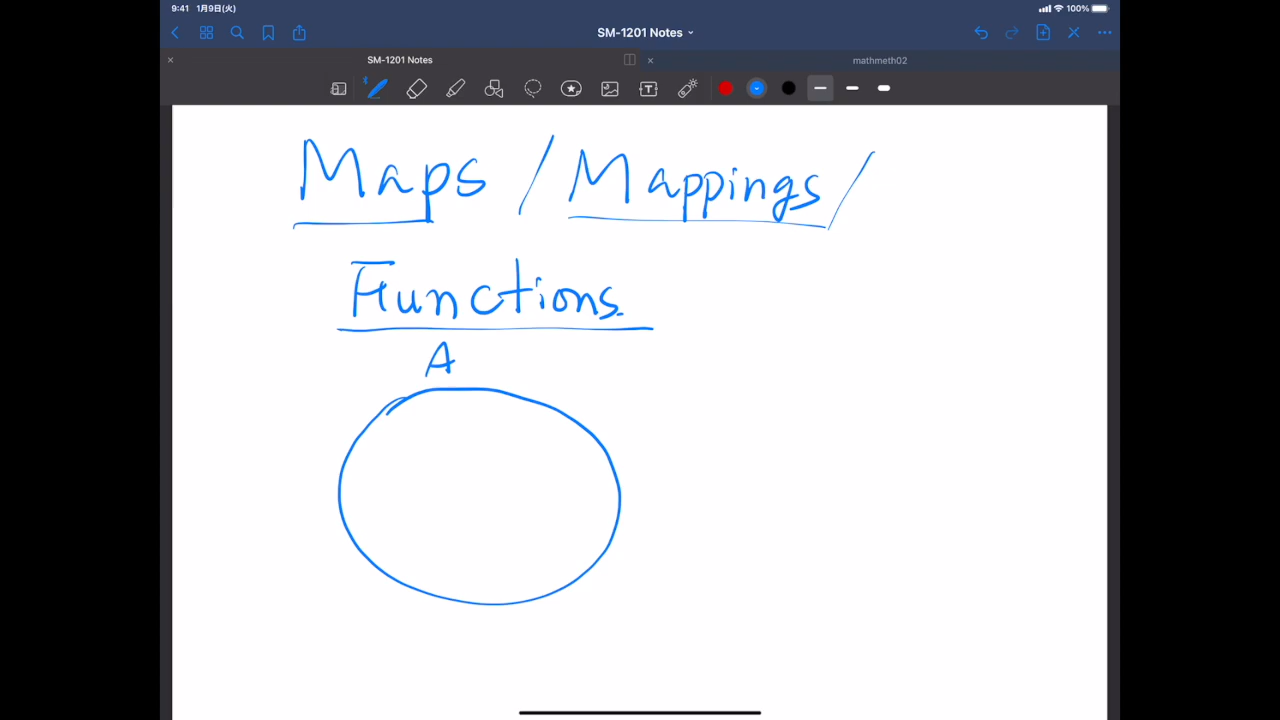 9:41 1月9日(火) 100%
SM-1201 Notes
SM-1201 Notes mathmeth02
T
Maps / Mappings /
Functions.
A